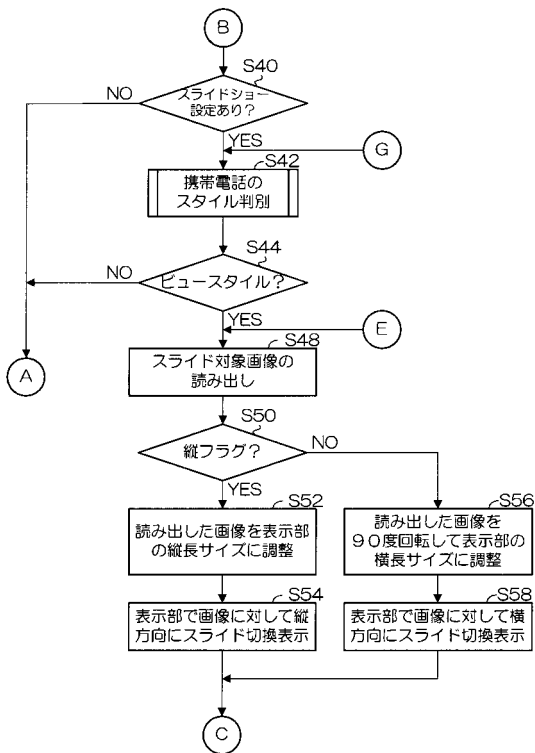 B
S40
スライドショー
設定あり?
NO
YES
G
S42
携帯電話の
スタイル判別
S44
ビュースタイル?
NO
YES
E
A
S48
スライド対象画像の
読み出し
S50
縦フラグ?
NO
YES
S52
読み出した画像を表示部
の縦長サイズに調整
S56
読み出した画像を
90度回転して表示部の
横長サイズに調整
S54
表示部で画像に対して縦
方向にスライド切換表示
S58
表示部で画像に対して横
方向にスライド切換表示
C